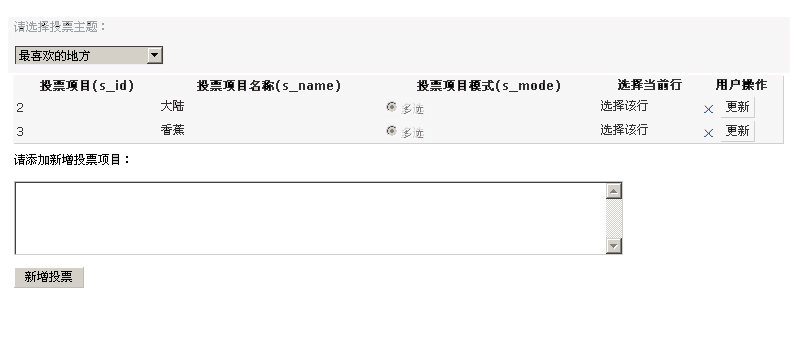 请选择投票主题：
最喜欢的地方
投票项目(s_id) 投票项目名称(s_name) 投票项目模式(s_mode) 选择当前行 用户操作
2 大陆 多选 选择该行 更新
3 香蕉 多选 选择该行 更新
请添加新增投票项目：
新增投票